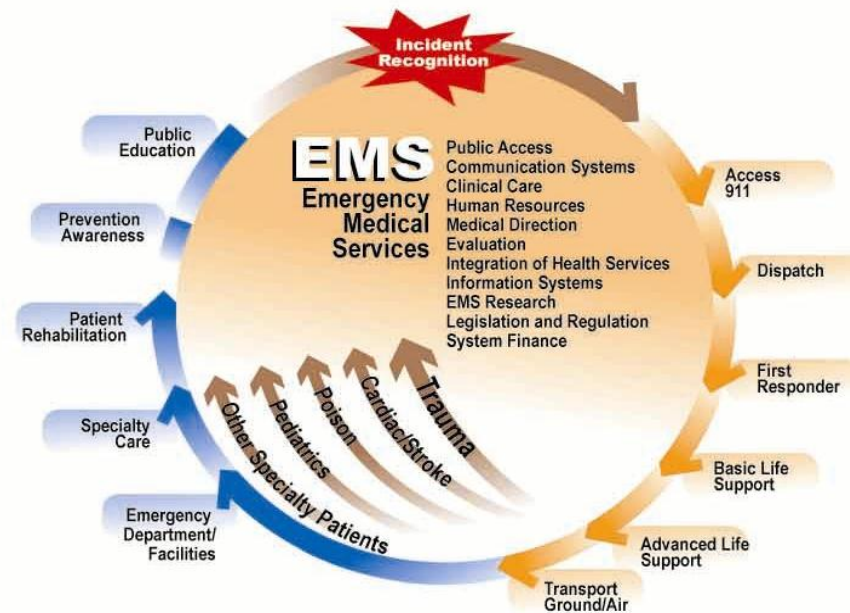 Incident
Recognition
EMS
Emergency
Medical
Services
Public Access
Communication Systems
Clinical Care
Human Resources
Medical Direction
Evaluation
Integration of Health Services
Information Systems
EMS Research
Legislation and Regulation
System Finance
Access
911
Dispatch
First
Responder
Basic Life
Support
Advanced Life
Support
Transport
Ground/Air
Emergency
Department/
Facilities
Specialty
Care
Patient
Rehabilitation
Prevention
Awareness
Public
Education
Other Specialty Patients
Pediatrics
Poison
Cardiac/Stroke
Trauma